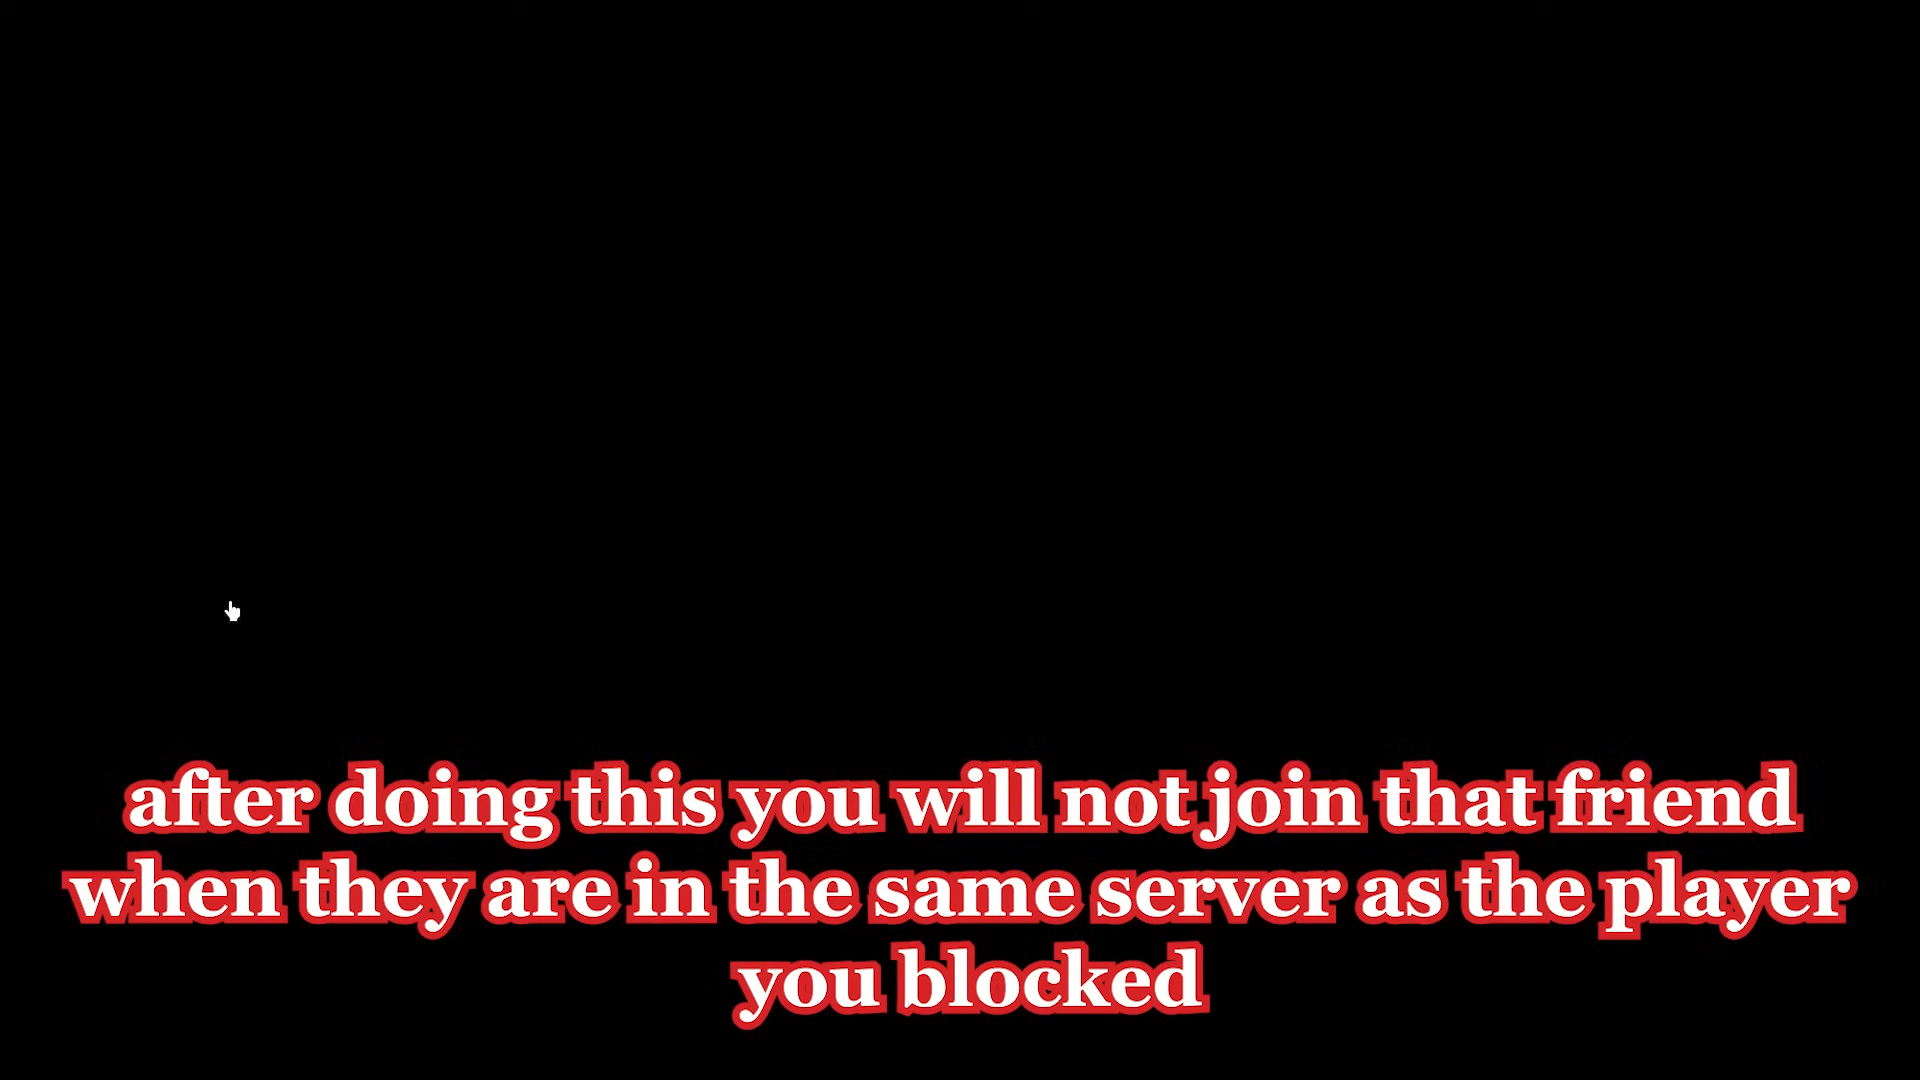 after doing this you will not join that friend
when they are in the same server as the player
you blocked